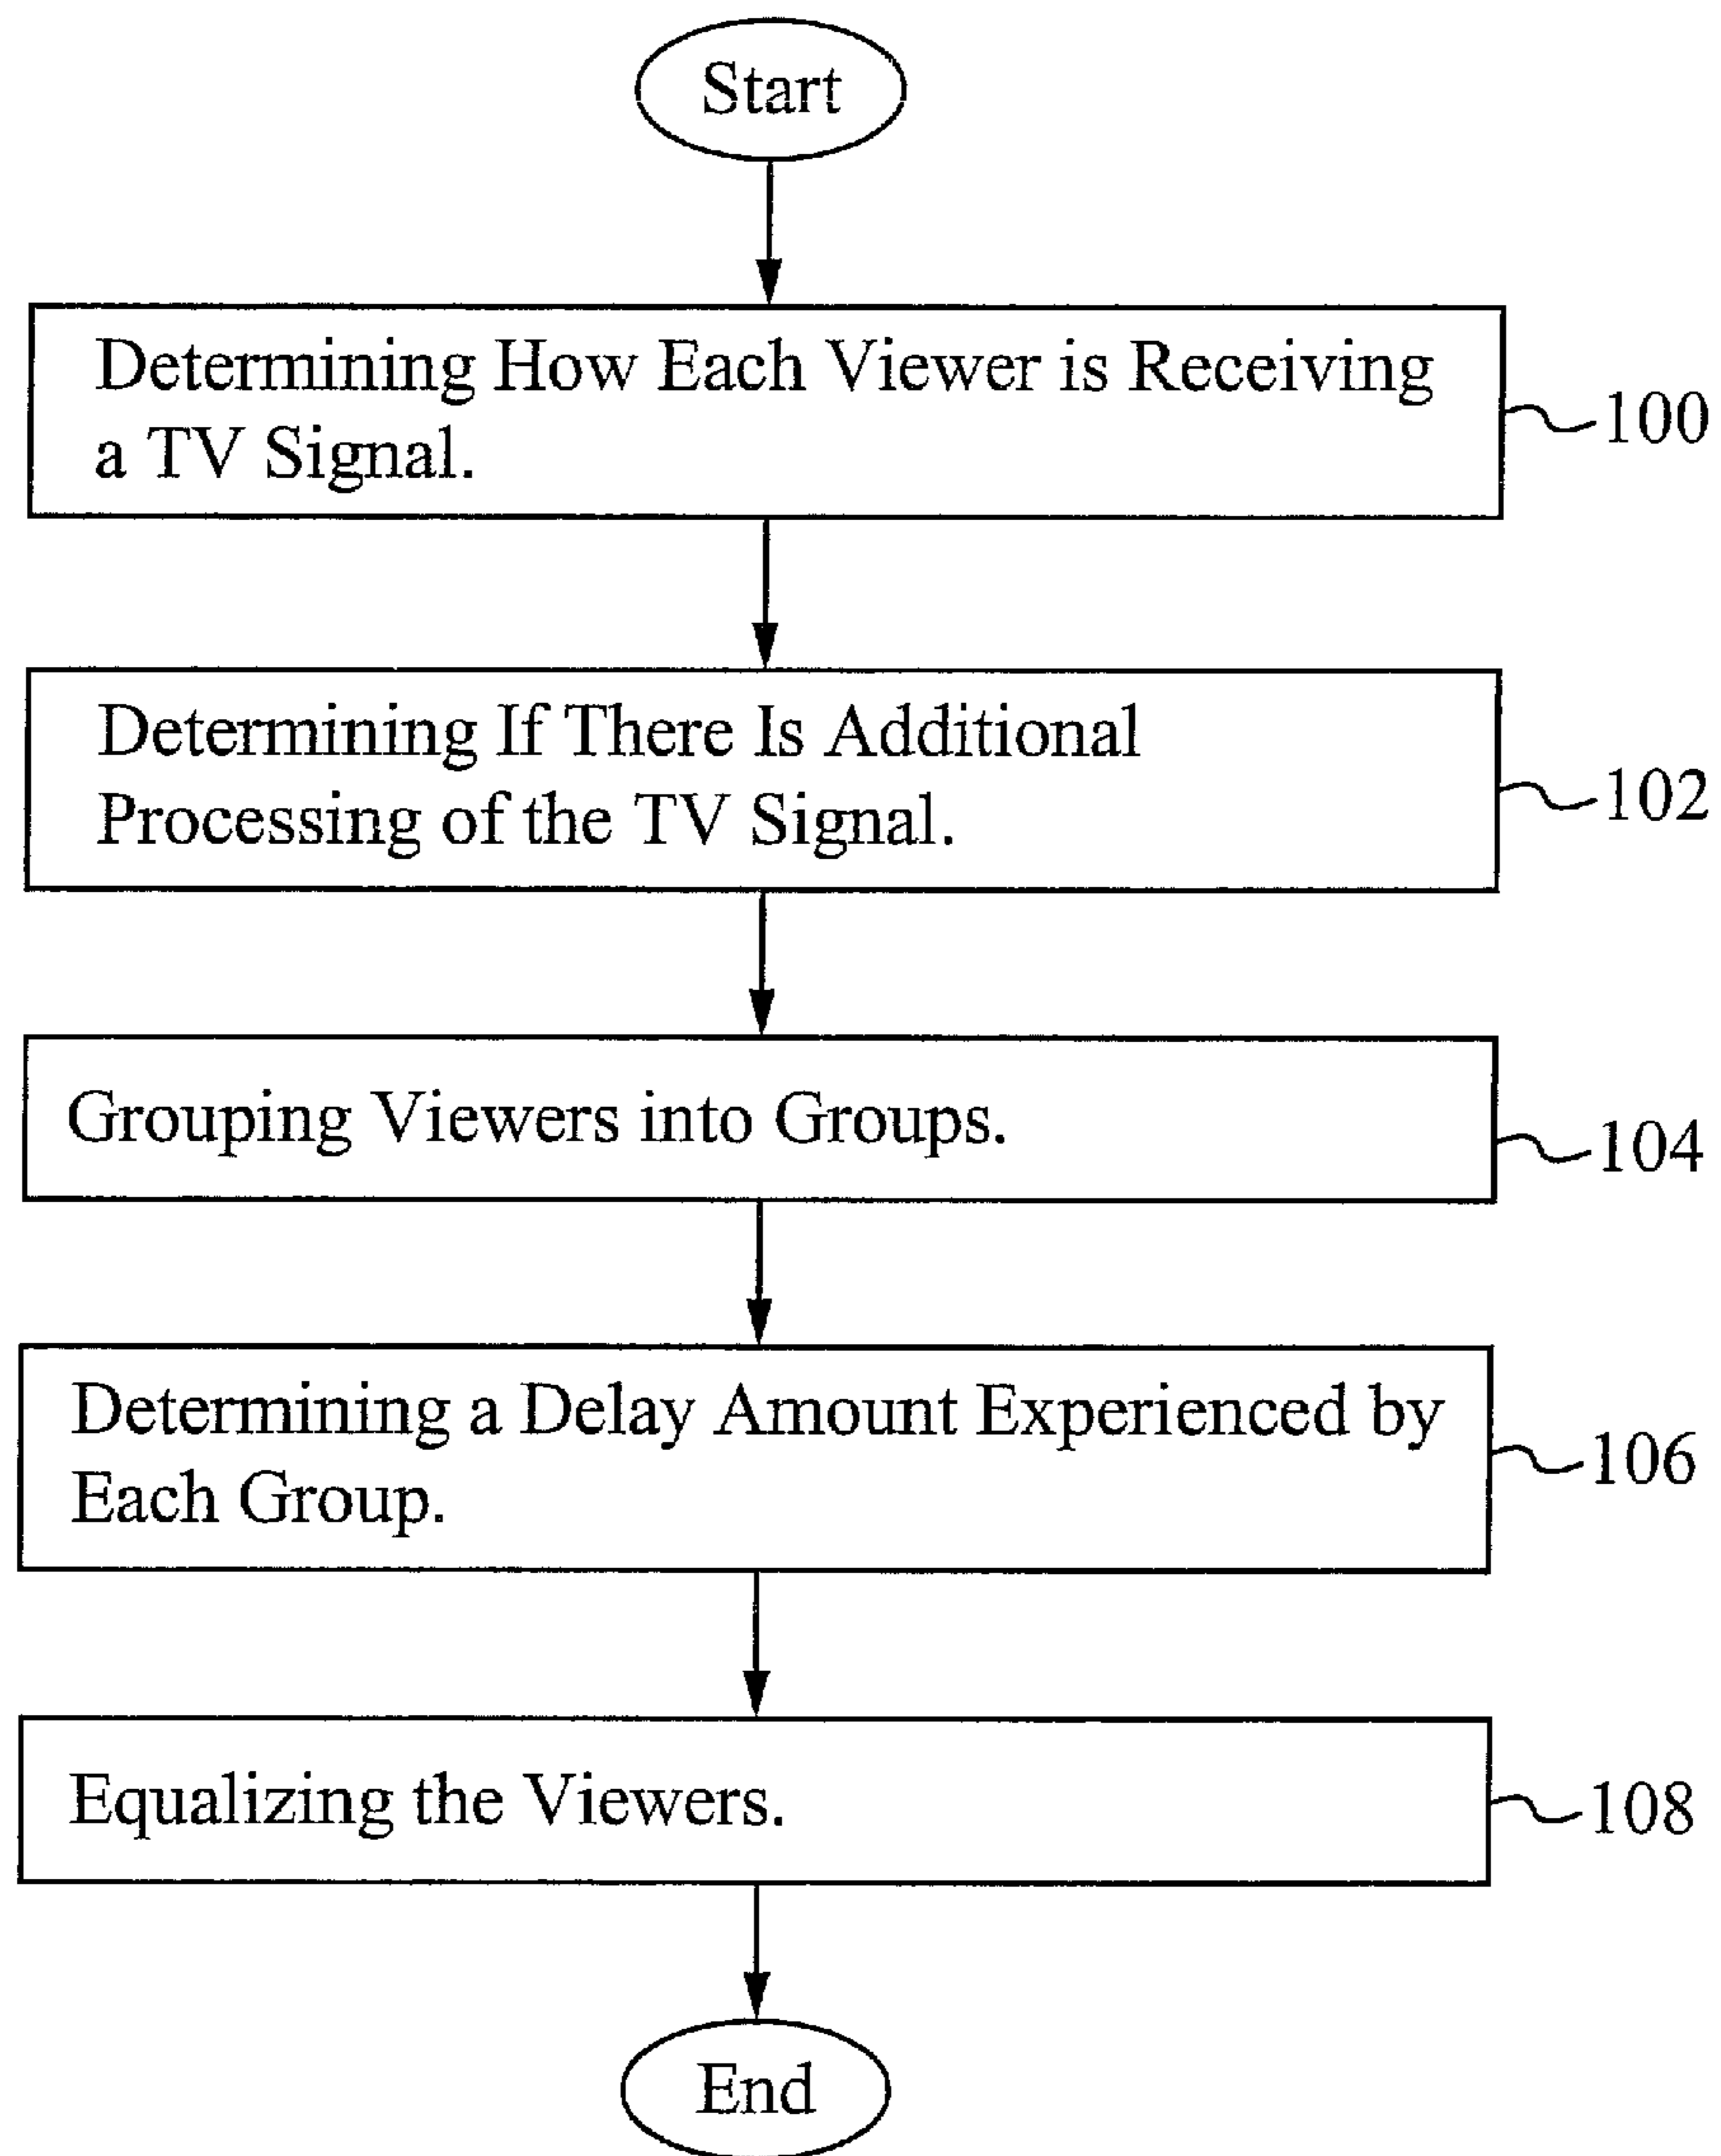 Start
Determining How Each Viewer is Receiving
a TV Signal.
100
Determining If There Is Additional
Processing of the TV Signal.
102
Grouping Viewers into Groups.
104
Determining a Delay Amount Experienced by
Each Group.
106
Equalizing the Viewers.
108
End